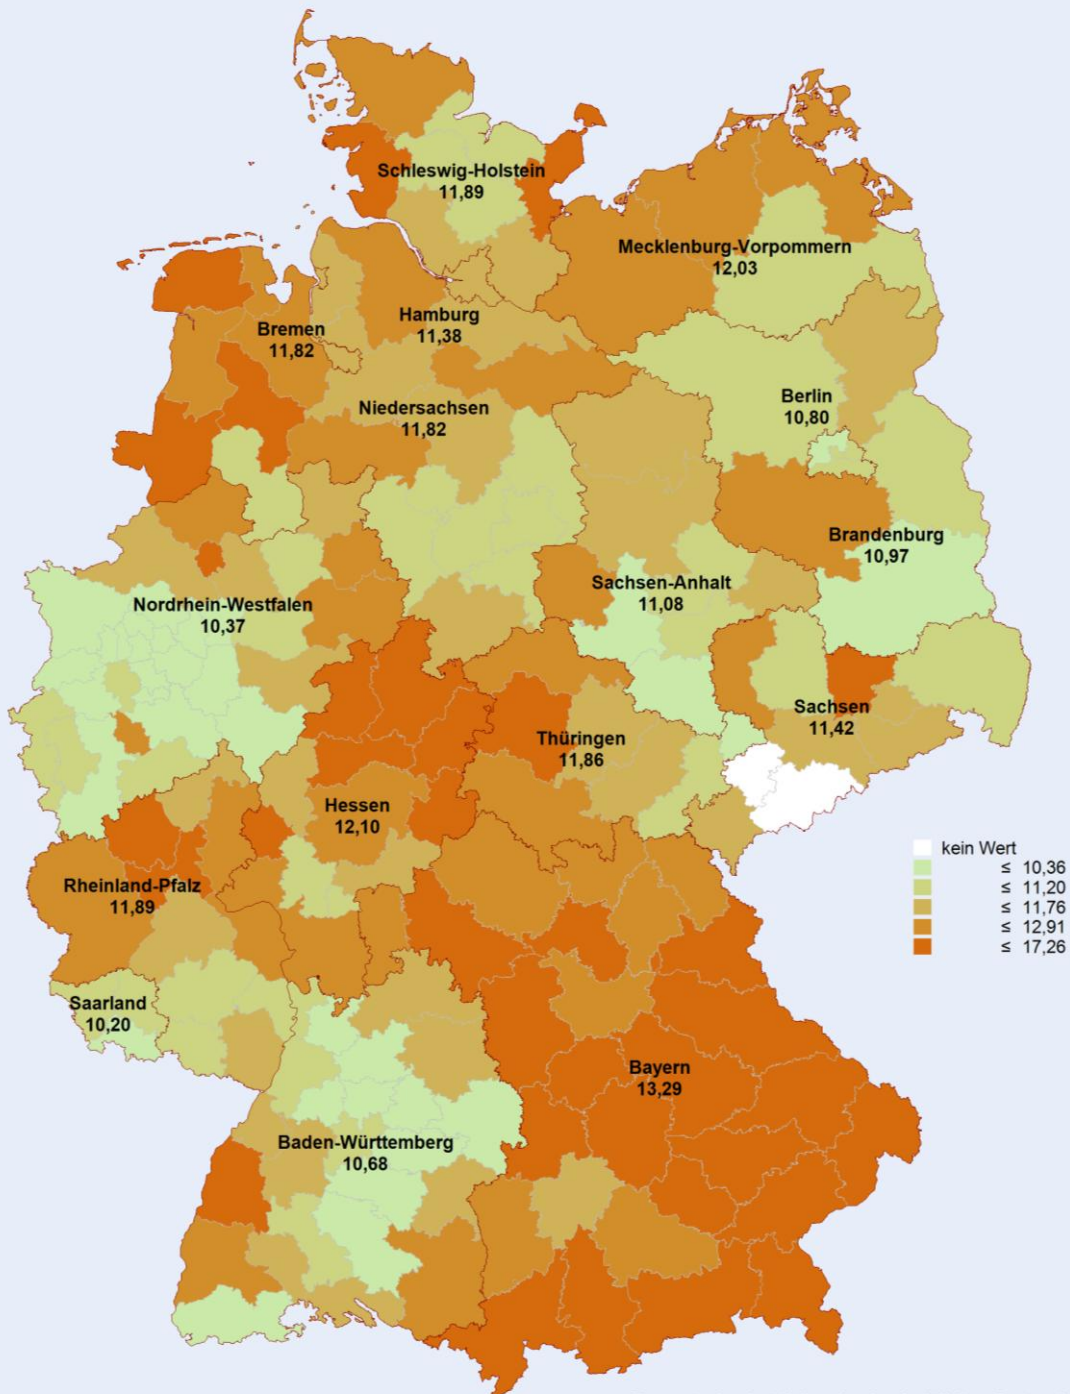 Schleswig-Holstein
11,89
Mecklenburg-Vorpommern
12,03
Hamburg
11,38
Bremen
11,82
Niedersachsen
11,82
Berlin
10,80
Brandenburg
10,97
Sachsen-Anhalt
11,08
Nordrhein-Westfalen
10,37
Sachsen
11,42
Thüringen
11,86
Hessen
12,10
Rheinland-Pfalz
11,89
Saarland
10,20
Bayern
13,29
Baden-Württemberg
10,68
kein Wert
≤ 10,36
≤ 11,20
≤ 11,76
≤ 12,91
≤ 17,26